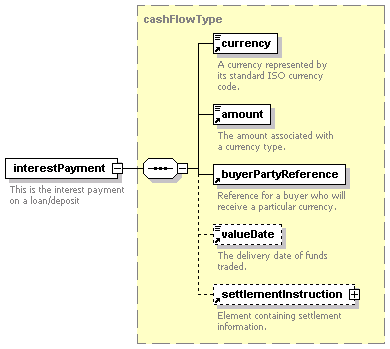 cashFlowType
currency
A currency represented by
its standard ISO currency
code.
amount
The amount associated with
a currency type.
interestPayment
This is the interest payment
on a loan/deposit
buyerPartyReference
Reference for a buyer who will
receive a particular currency.
valueDate
The delivery date of funds
traded.
settlementInstruction
Element containing settlement
information.